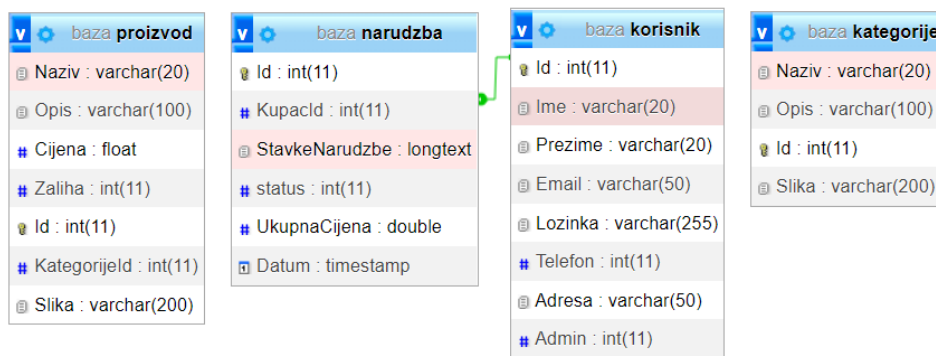 v baza proizvod
Naziv : varchar(20)
Opis : varchar(100)
# Cijena : float
# Zaliha : int(11)
Id : int(11)
# KategorijeId : int(11)
Slika : varchar(200)
v baza narudzba
Id : int(11)
# KupacId : int(11)
StavkeNarudzbe : longtext
# status : int(11)
# UkupnaCijena : double
Datum : timestamp
v baza korisnik
Id : int(11)
Ime : varchar(20)
Prezime : varchar(20)
Email : varchar(50)
Lozinka : varchar(255)
# Telefon : int(11)
Adresa : varchar(50)
# Admin : int(11)
v baza kategorije
Naziv : varchar(20)
Opis : varchar(100)
Id : int(11)
Slika : varchar(200)